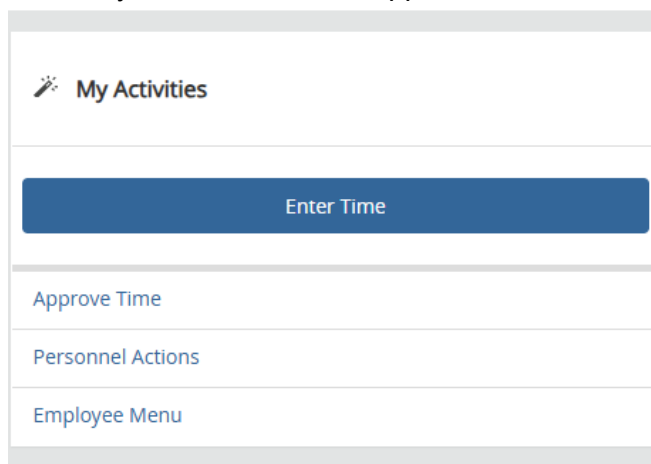 My Activities
Enter Time
Approve Time
Personnel Actions
Employee Menu